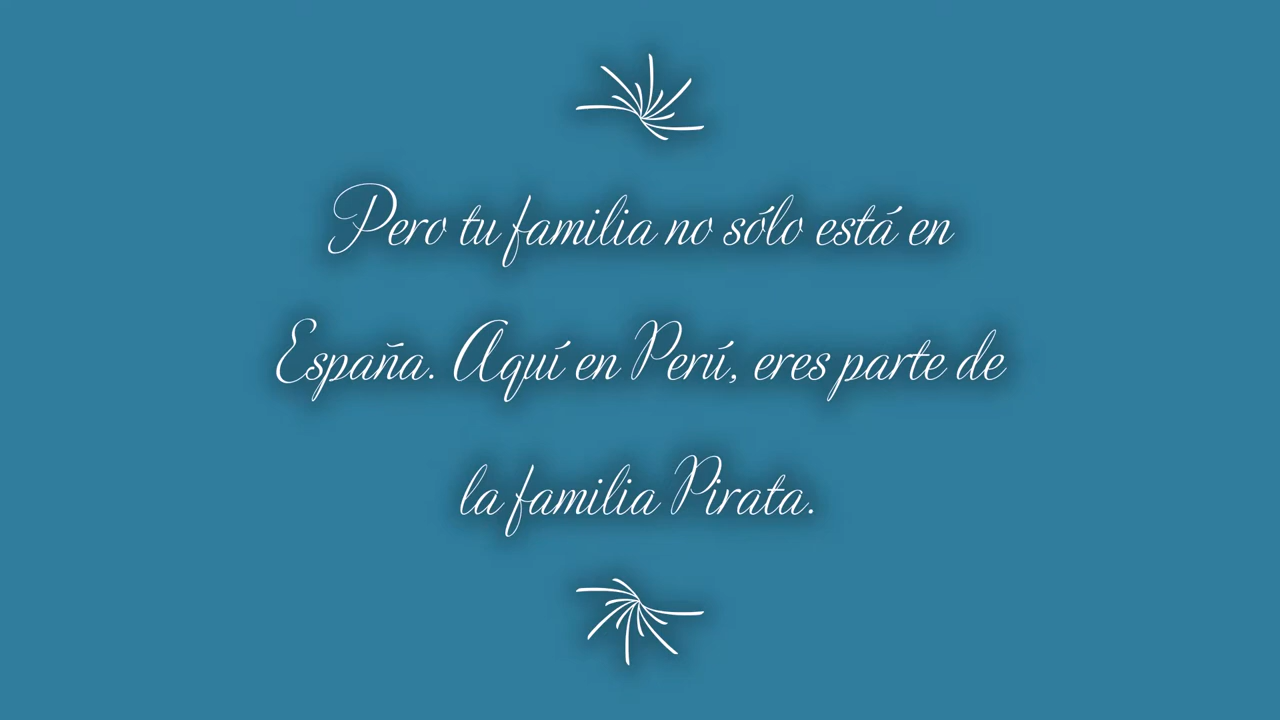 Pero tu familia no sólo está en
España. Aquí en Perú, eres parte de
la familia Pirata.